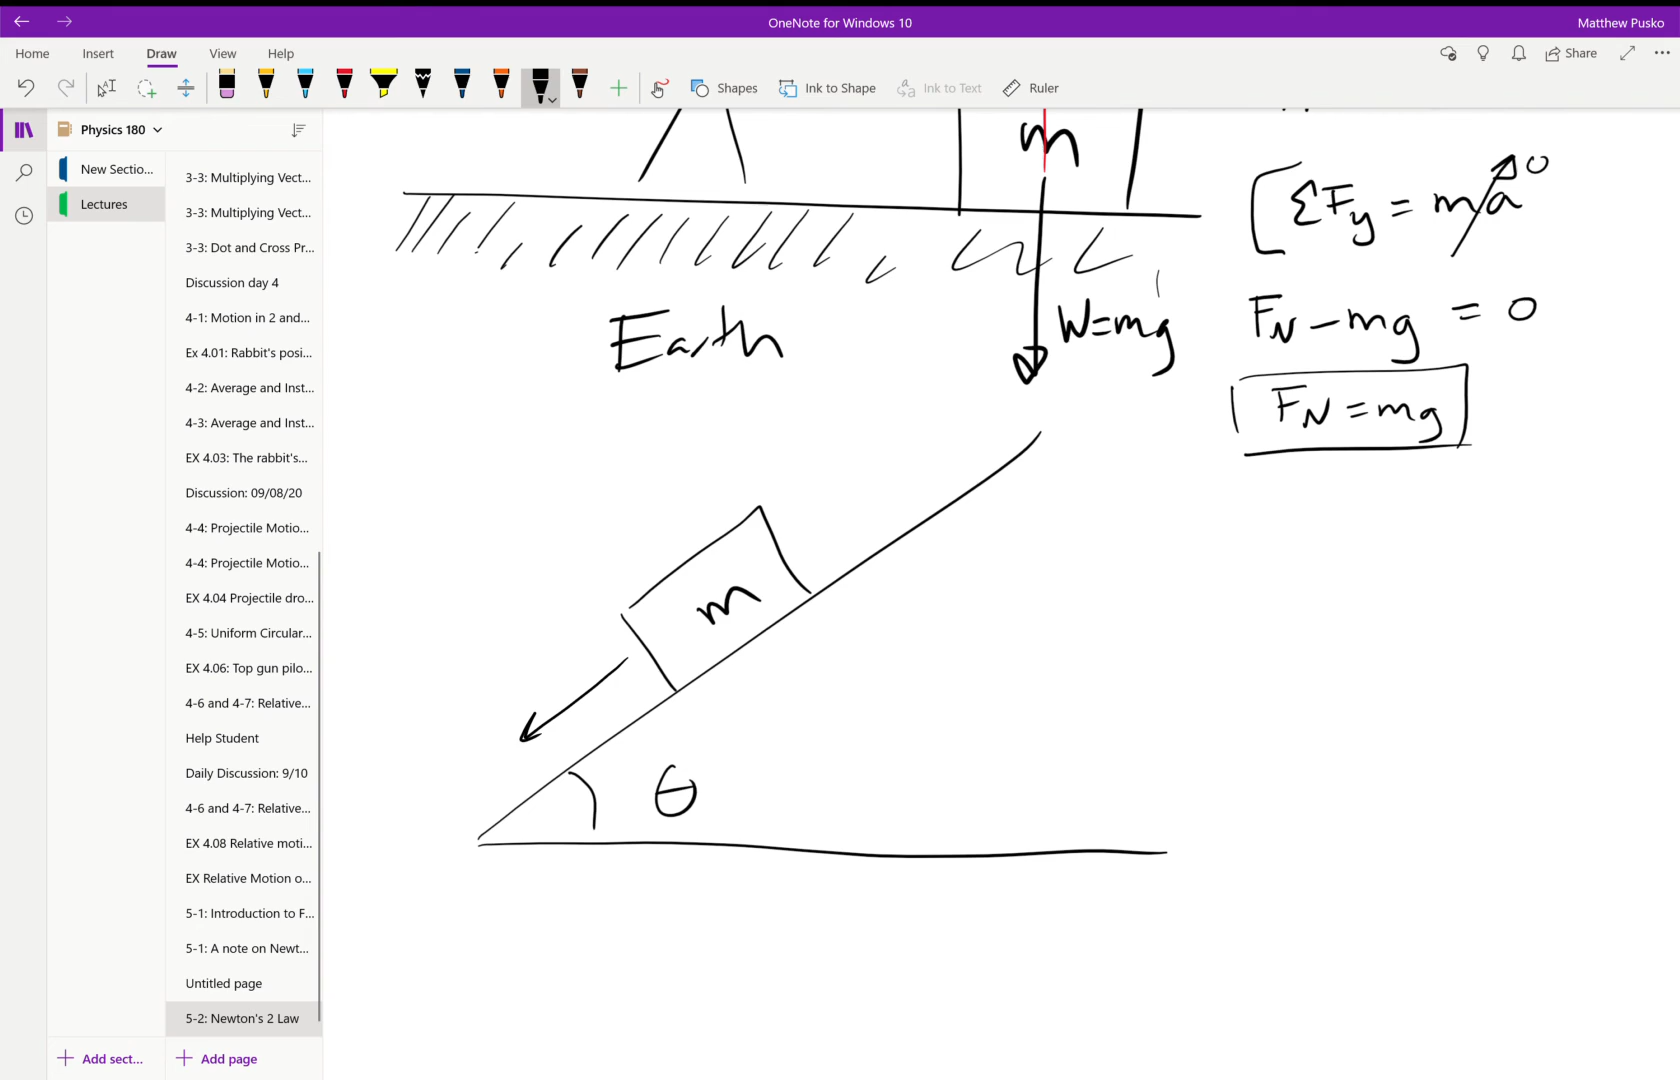 OneNote for Windows 10
Matthew Pusko
Home Insert Draw View Help
Share
Shapes Ink to Shape Ink to Text Ruler
Physics 180
New Sectio...
Lectures
3-3: Multiplying Vect...
3-3: Multiplying Vect...
3-3: Dot and Cross Pr...
Discussion day 4
4-1: Motion in 2 and...
Ex 4.01: Rabbit's posi...
4-2: Average and Inst...
4-3: Average and Inst...
EX 4.03: The rabbit's...
Discussion: 09/08/20
4-4: Projectile Motio...
4-4: Projectile Motio...
EX 4.04 Projectile dro...
4-5: Uniform Circular...
EX 4.06: Top gun pilo...
4-6 and 4-7: Relative...
Help Student
Daily Discussion: 9/10
4-6 and 4-7: Relative...
EX 4.08 Relative moti...
EX Relative Motion o...
5-1: Introduction to F...
5-1: A note on Newt...
Untitled page
5-2: Newton's 2 Law
Add sect...
Add page
m
ΣFy = ma 0
Earth
W=mg
FN - mg = 0
FN = mg
m
θ